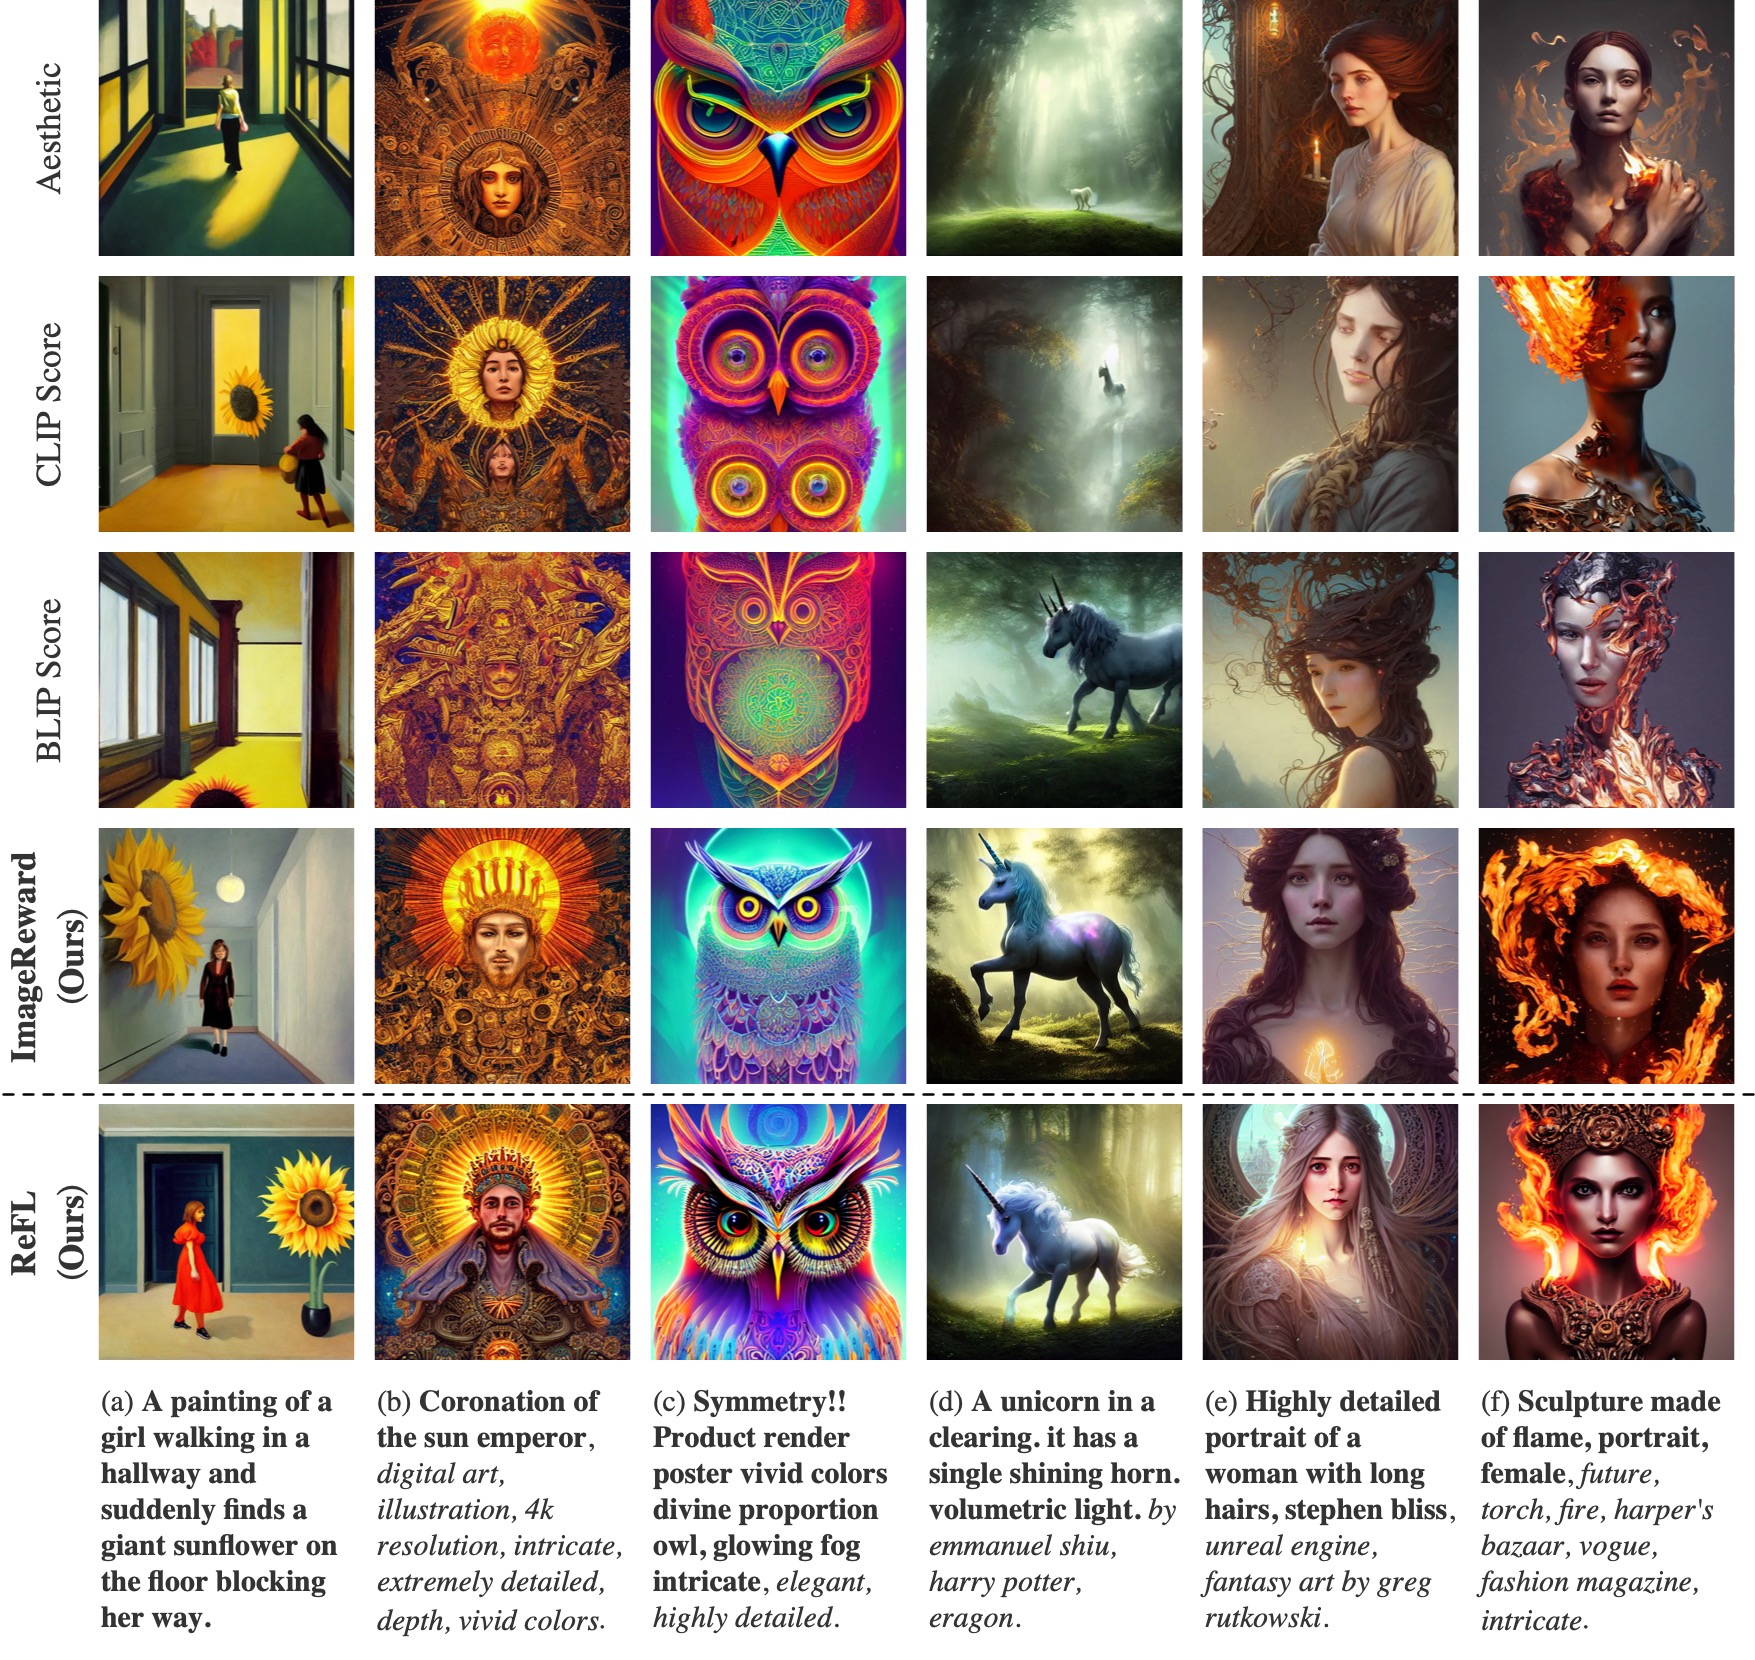 Aesthetic
CLIP Score
BLIP Score
ImageReward
(Ours)
ReFL
(Ours)
(a) A painting of a
girl walking in a
hallway and
suddenly finds a
giant sunflower on
the floor blocking
her way.
(b) Coronation of
the sun emperor,
digital art,
illustration, 4k
resolution, intricate,
extremely detailed,
depth, vivid colors.
(c) Symmetry!!
Product render
poster vivid colors
divine proportion
owl, glowing fog
intricate, elegant,
highly detailed.
(d) A unicorn in a
clearing. it has a
single shining horn.
volumetric light. by
emmanuel shiu,
harry potter,
eragon.
(e) Highly detailed
portrait of a
woman with long
hairs, stephen bliss,
unreal engine,
fantasy art by greg
rutkowski.
(f) Sculpture made
of flame, portrait,
female, future,
torch, fire, harper's
bazaar, vogue,
fashion magazine,
intricate.